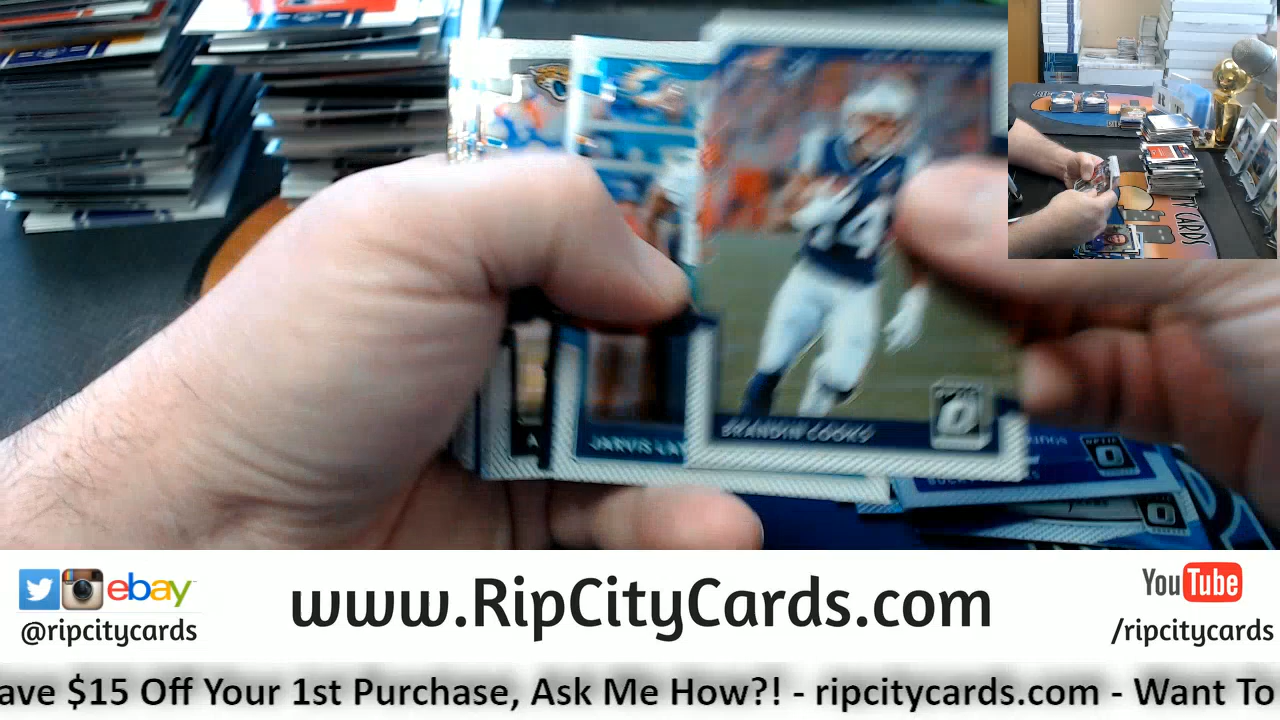 14
BRANDIN COOKS
JARVIS LA
A
ebay
@ripcitycards
www.RipCityCards.com
YouTube
/ripcitycards
ave $15 Off Your 1st Purchase, Ask Me How?! - ripcitycards.com - Want To